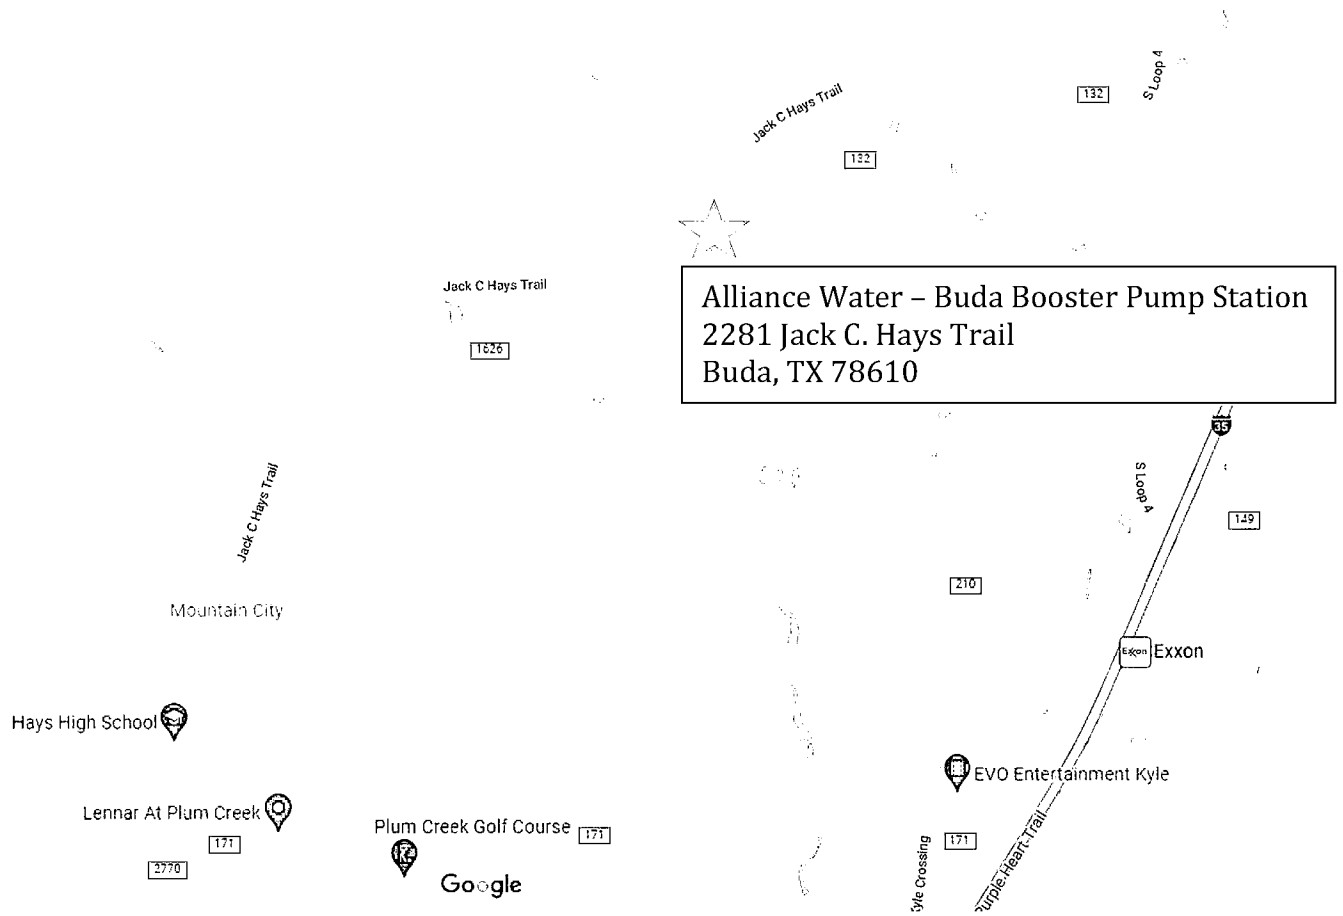 S Loop 4
Jack C Hays Trail
132
132
Jack C Hays Trail
Alliance Water – Buda Booster Pump Station
2281 Jack C. Hays Trail
Buda, TX 78610
1626
35
Jack C Hays Trail
S Loop 4
149
210
Mountain City
Exxon
Exxon
Hays High School
EVO Entertainment Kyle
Lennar At Plum Creek
Plum Creek Golf Course
171
171
171
2770
Google
Kyle Crossing
Purple Heart Trail